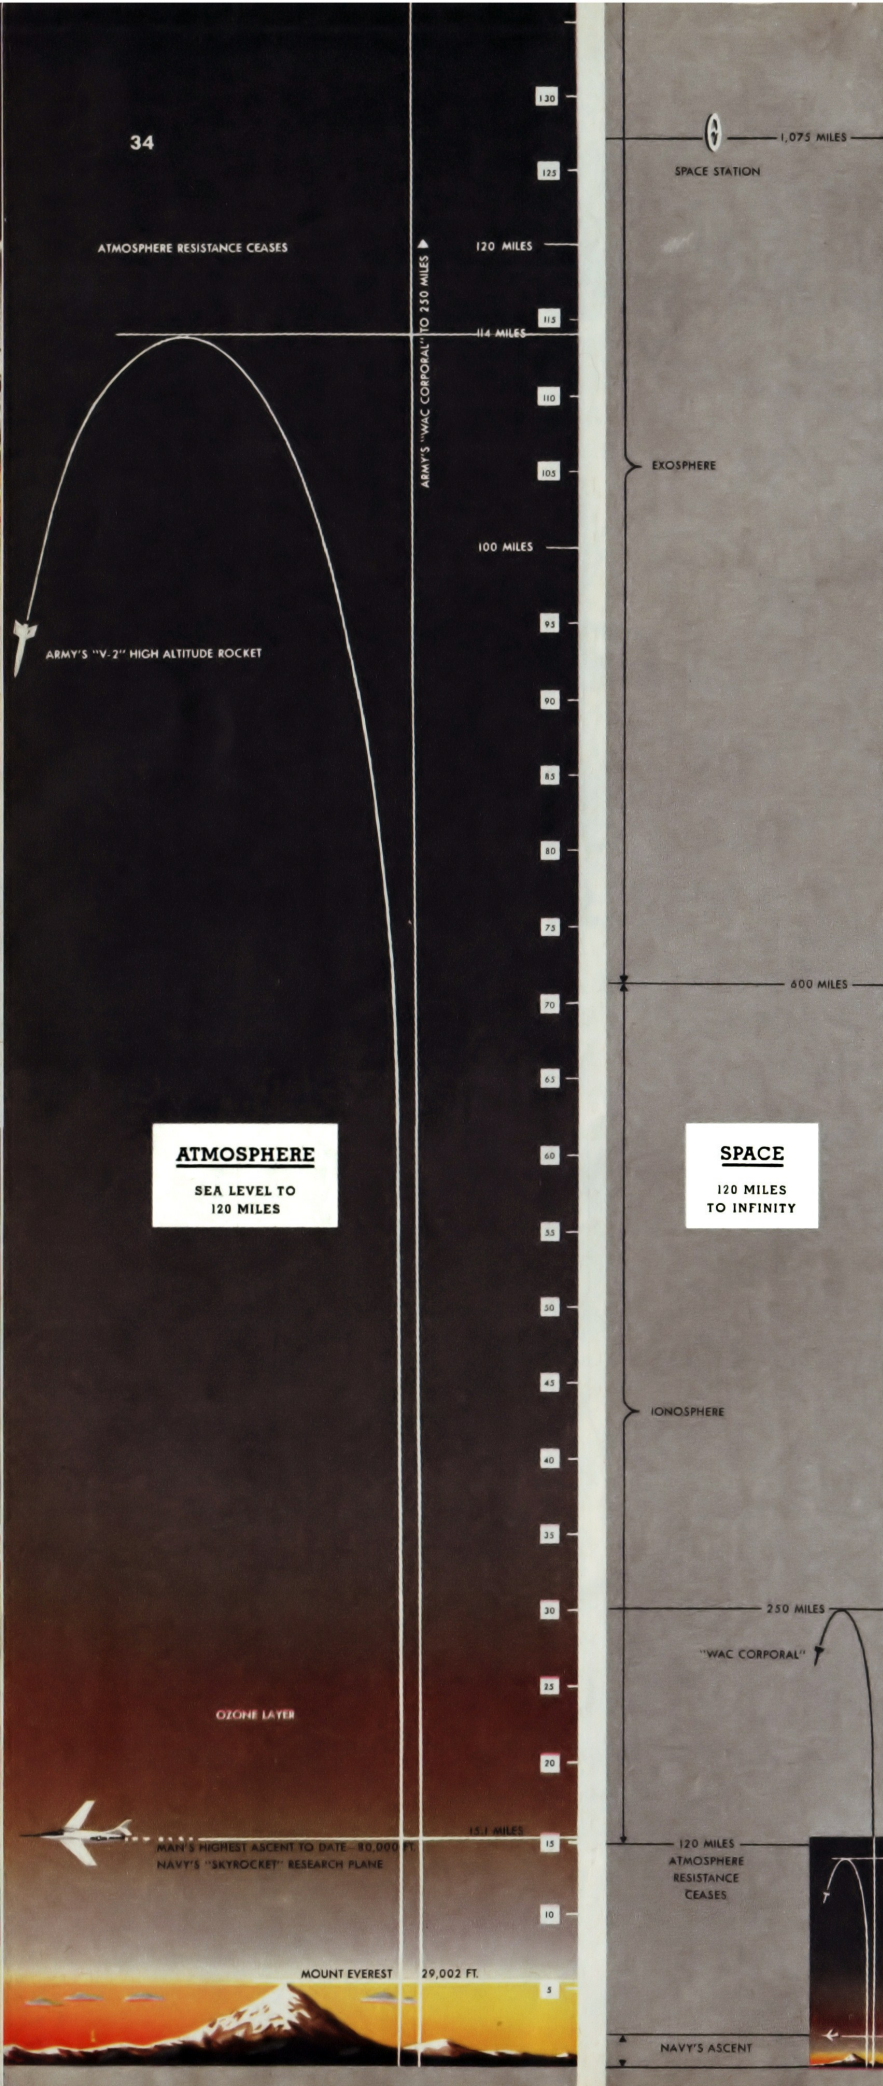 34
130
125
ATMOSPHERE RESISTANCE CEASES
120 MILES
ARMY'S "WAC CORPORAL" TO 250 MILES
115
114 MILES
110
105
100 MILES
95
ARMY'S "V-2" HIGH ALTITUDE ROCKET
90
85
80
75
70
65
ATMOSPHERE
SEA LEVEL TO
120 MILES
60
55
50
45
40
35
30
25
OZONE LAYER
20
15.1 MILES
MAN'S HIGHEST ASCENT TO DATE—80,000 FT.
NAVY'S "SKYROCKET" RESEARCH PLANE
15
10
MOUNT EVEREST 29,002 FT.
5
1,075 MILES
SPACE STATION
EXOSPHERE
600 MILES
SPACE
120 MILES
TO INFINITY
IONOSPHERE
250 MILES
"WAC CORPORAL"
120 MILES
ATMOSPHERE
RESISTANCE
CEASES
NAVY'S ASCENT